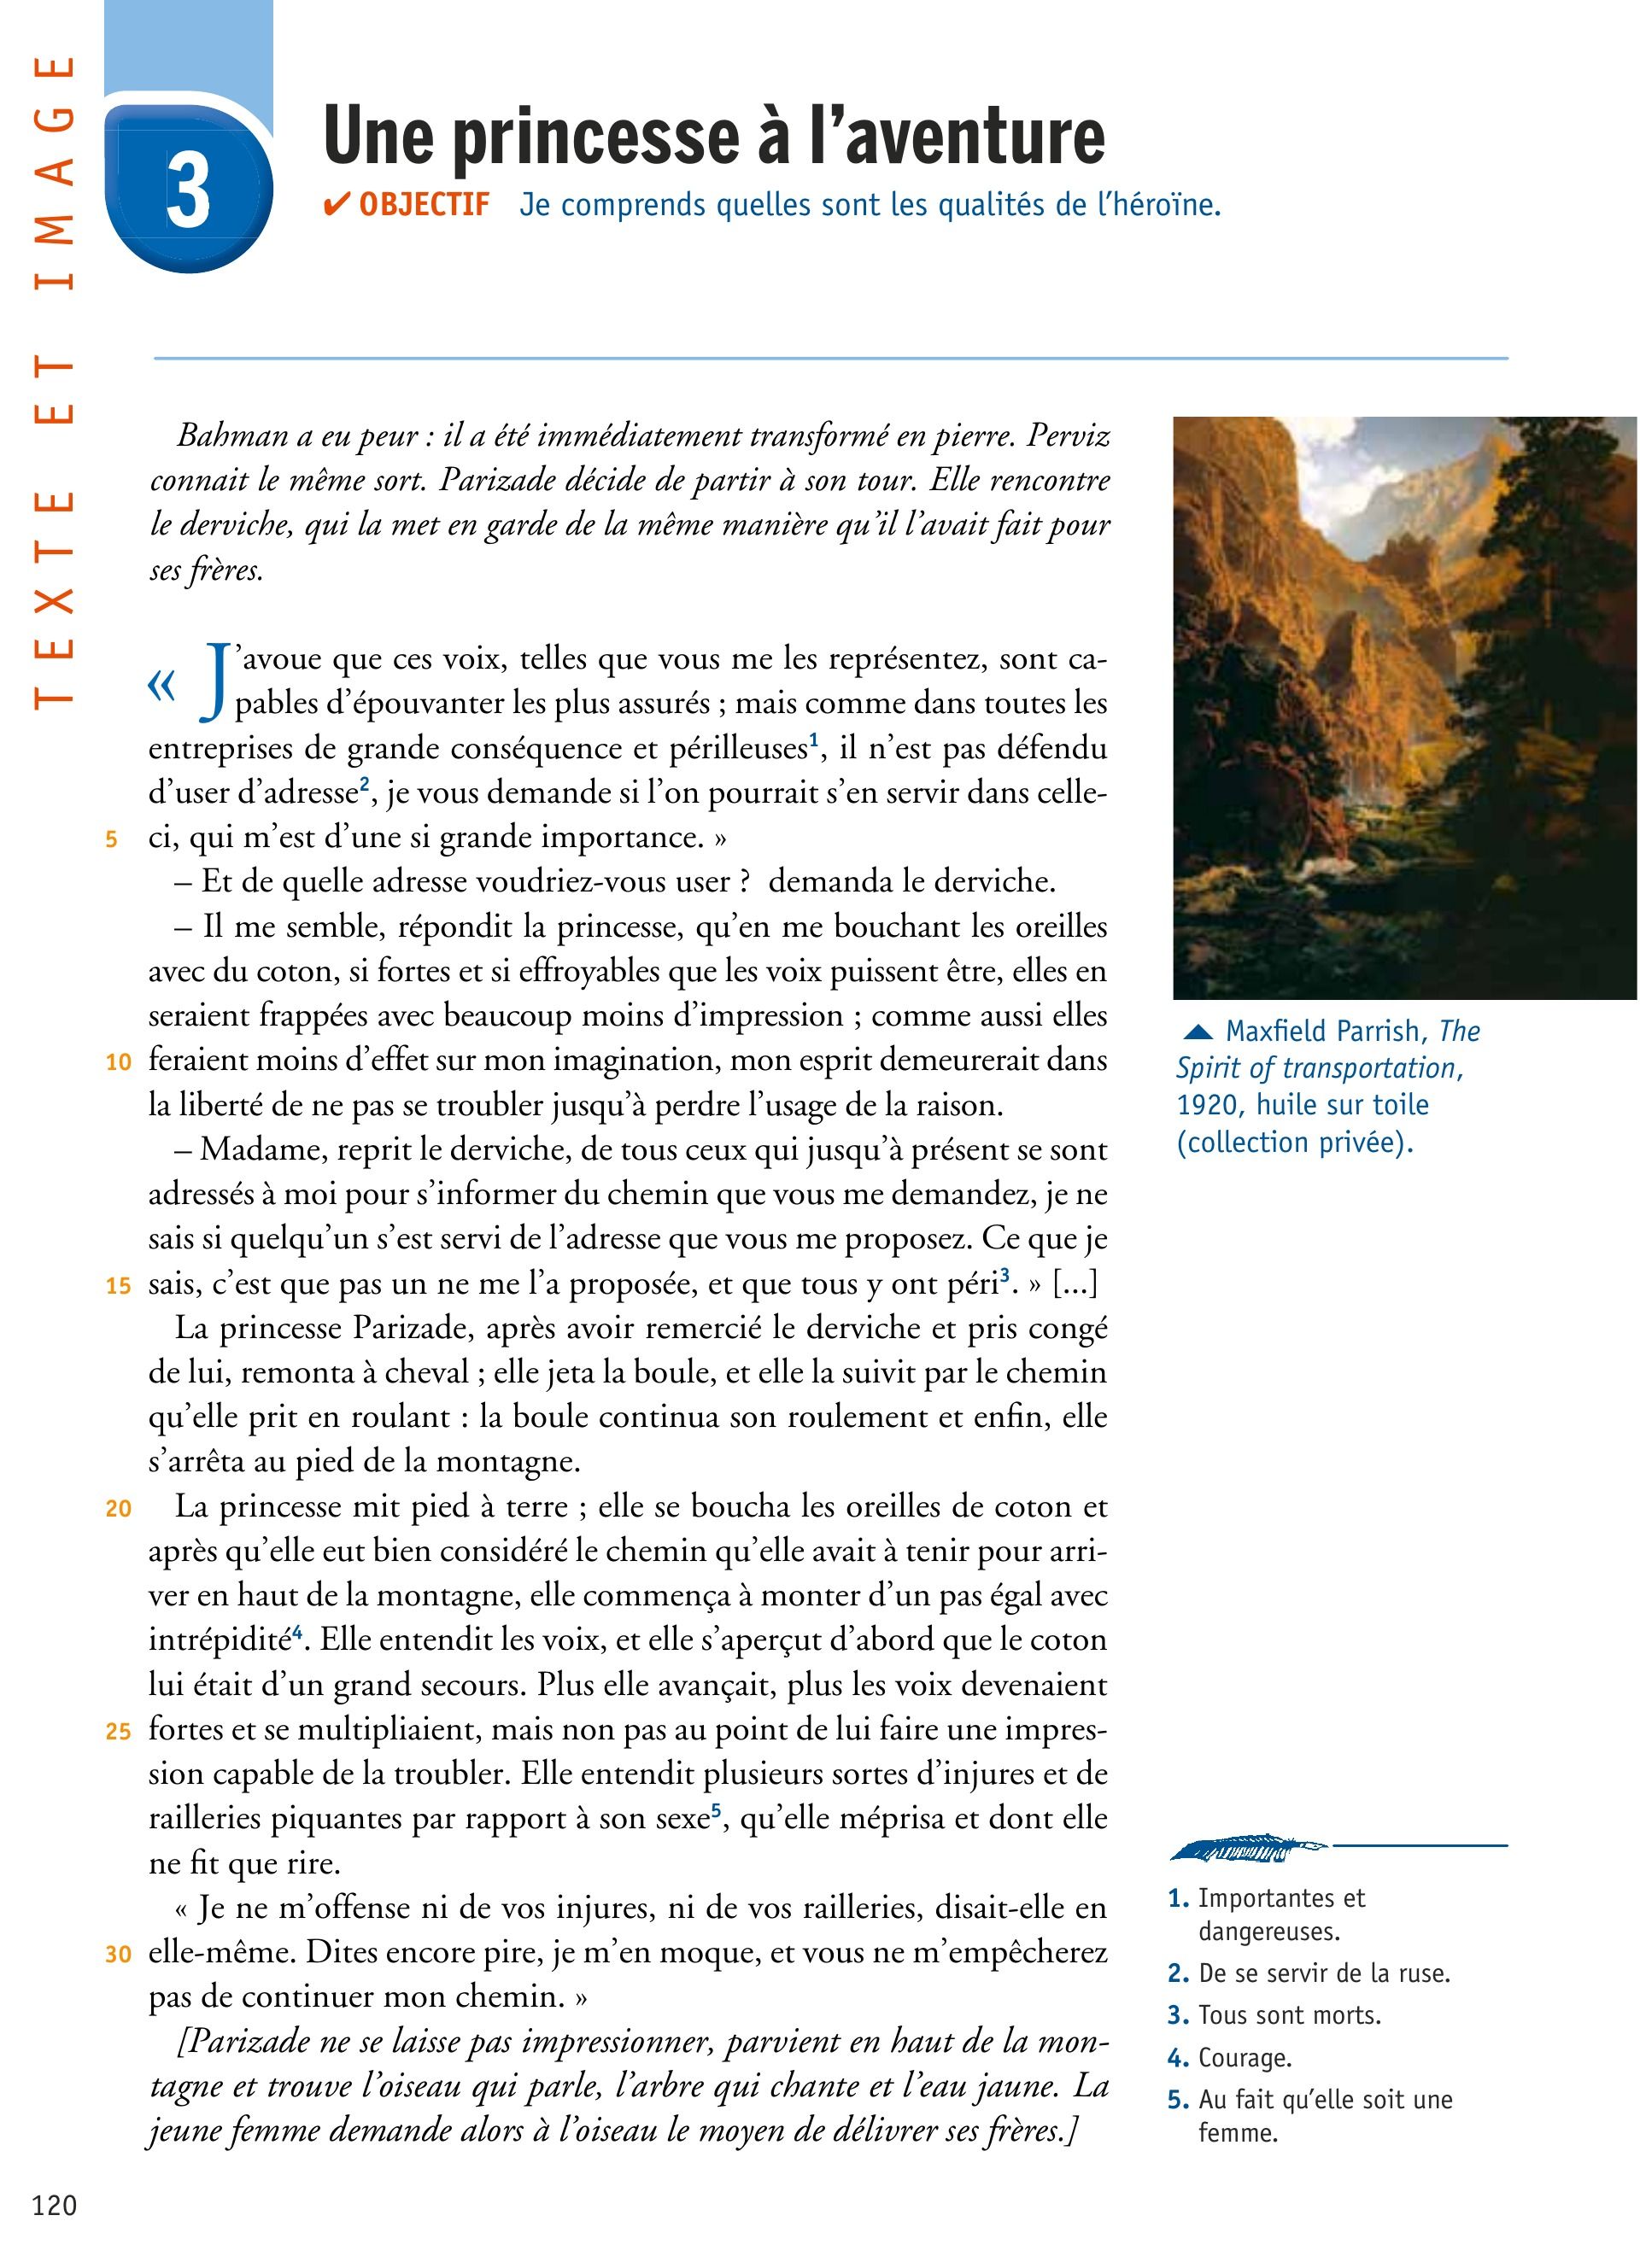 TEXTE ET IMAGE
3
Une princesse à l’aventure
✔ OBJECTIF Je comprends quelles sont les qualités de l’héroïne.
Bahman a eu peur : il a été immédiatement transformé en pierre. Perviz
connait le même sort. Parizade décide de partir à son tour. Elle rencontre
le derviche, qui la met en garde de la même manière qu’il l’avait fait pour
ses frères.
« J’avoue que ces voix, telles que vous me les représentez, sont ca-
pables d’épouvanter les plus assurés ; mais comme dans toutes les
entreprises de grande conséquence et périlleuses1, il n’est pas défendu
d’user d’adresse2, je vous demande si l’on pourrait s’en servir dans celle-
5 ci, qui m’est d’une si grande importance. »
– Et de quelle adresse voudriez-vous user ? demanda le derviche.
– Il me semble, répondit la princesse, qu’en me bouchant les oreilles
avec du coton, si fortes et si effroyables que les voix puissent être, elles en
seraient frappées avec beaucoup moins d’impression ; comme aussi elles
10 feraient moins d’effet sur mon imagination, mon esprit demeurerait dans
la liberté de ne pas se troubler jusqu’à perdre l’usage de la raison.
– Madame, reprit le derviche, de tous ceux qui jusqu’à présent se sont
adressés à moi pour s’informer du chemin que vous me demandez, je ne
sais si quelqu’un s’est servi de l’adresse que vous me proposez. Ce que je
15 sais, c’est que pas un ne me l’a proposée, et que tous y ont péri3. » [...]
La princesse Parizade, après avoir remercié le derviche et pris congé
de lui, remonta à cheval ; elle jeta la boule, et elle la suivit par le chemin
qu’elle prit en roulant : la boule continua son roulement et enfin, elle
s’arrêta au pied de la montagne.
20 La princesse mit pied à terre ; elle se boucha les oreilles de coton et
après qu’elle eut bien considéré le chemin qu’elle avait à tenir pour arri-
ver en haut de la montagne, elle commença à monter d’un pas égal avec
intrépidité4. Elle entendit les voix, et elle s’aperçut d’abord que le coton
lui était d’un grand secours. Plus elle avançait, plus les voix devenaient
25 fortes et se multipliaient, mais non pas au point de lui faire une impres-
sion capable de la troubler. Elle entendit plusieurs sortes d’injures et de
railleries piquantes par rapport à son sexe5, qu’elle méprisa et dont elle
ne fit que rire.
« Je ne m’offense ni de vos injures, ni de vos railleries, disait-elle en
30 elle-même. Dites encore pire, je m’en moque, et vous ne m’empêcherez
pas de continuer mon chemin. »
[Parizade ne se laisse pas impressionner, parvient en haut de la mon-
tagne et trouve l’oiseau qui parle, l’arbre qui chante et l’eau jaune. La
jeune femme demande alors à l’oiseau le moyen de délivrer ses frères.]
▲ Maxfield Parrish, The
Spirit of transportation,
1920, huile sur toile
(collection privée).
1. Importantes et
dangereuses.
2. De se servir de la ruse.
3. Tous sont morts.
4. Courage.
5. Au fait qu’elle soit une
femme.
120